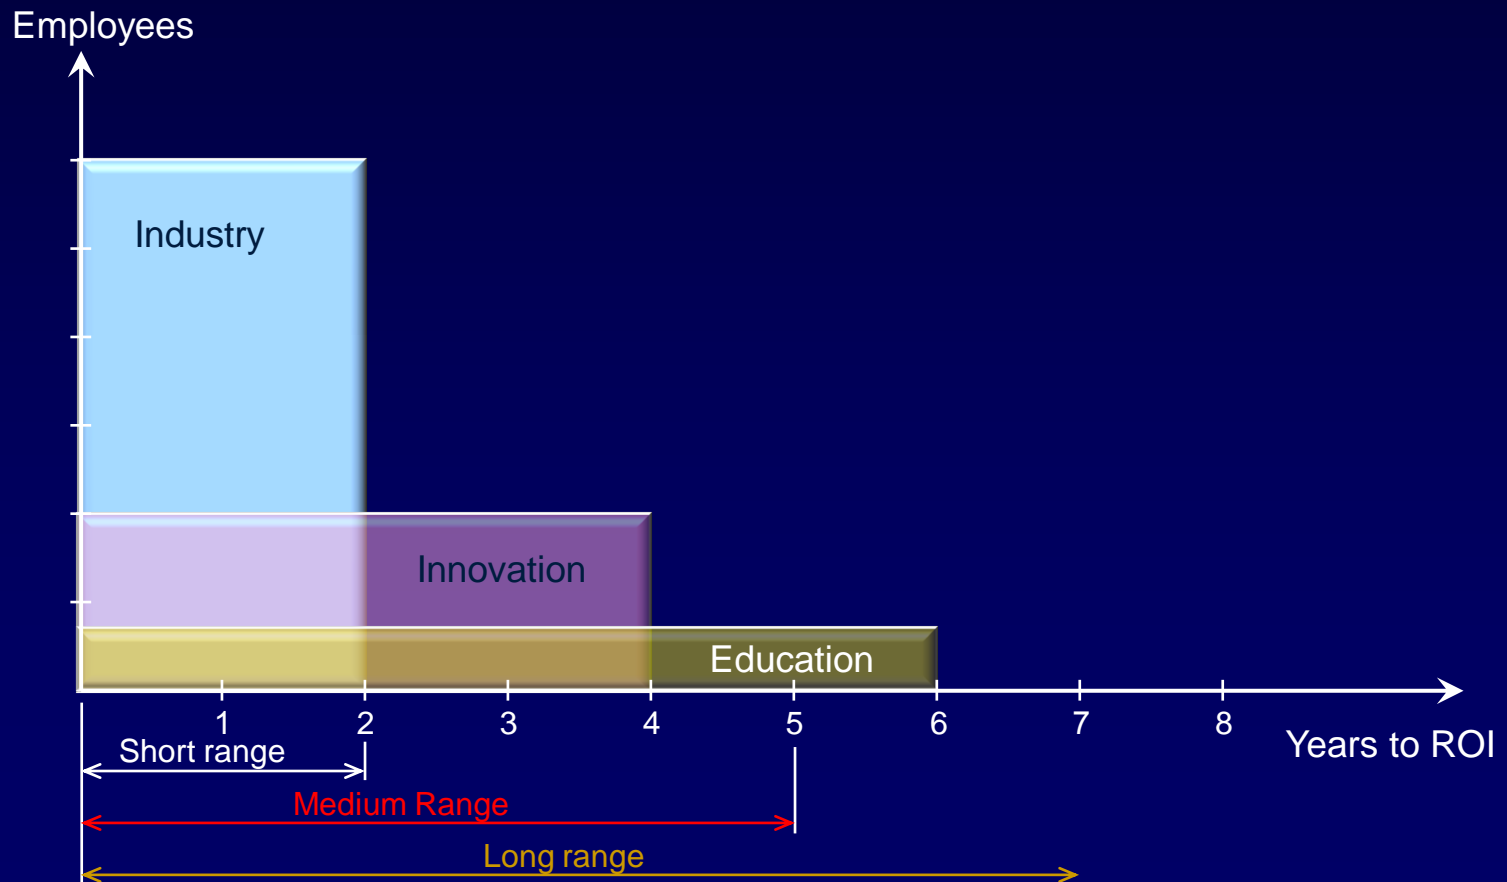 Employees
Industry
Innovation
Education
1 2 3 4 5 6 7 8
Years to ROI
Short range
Medium Range
Long range